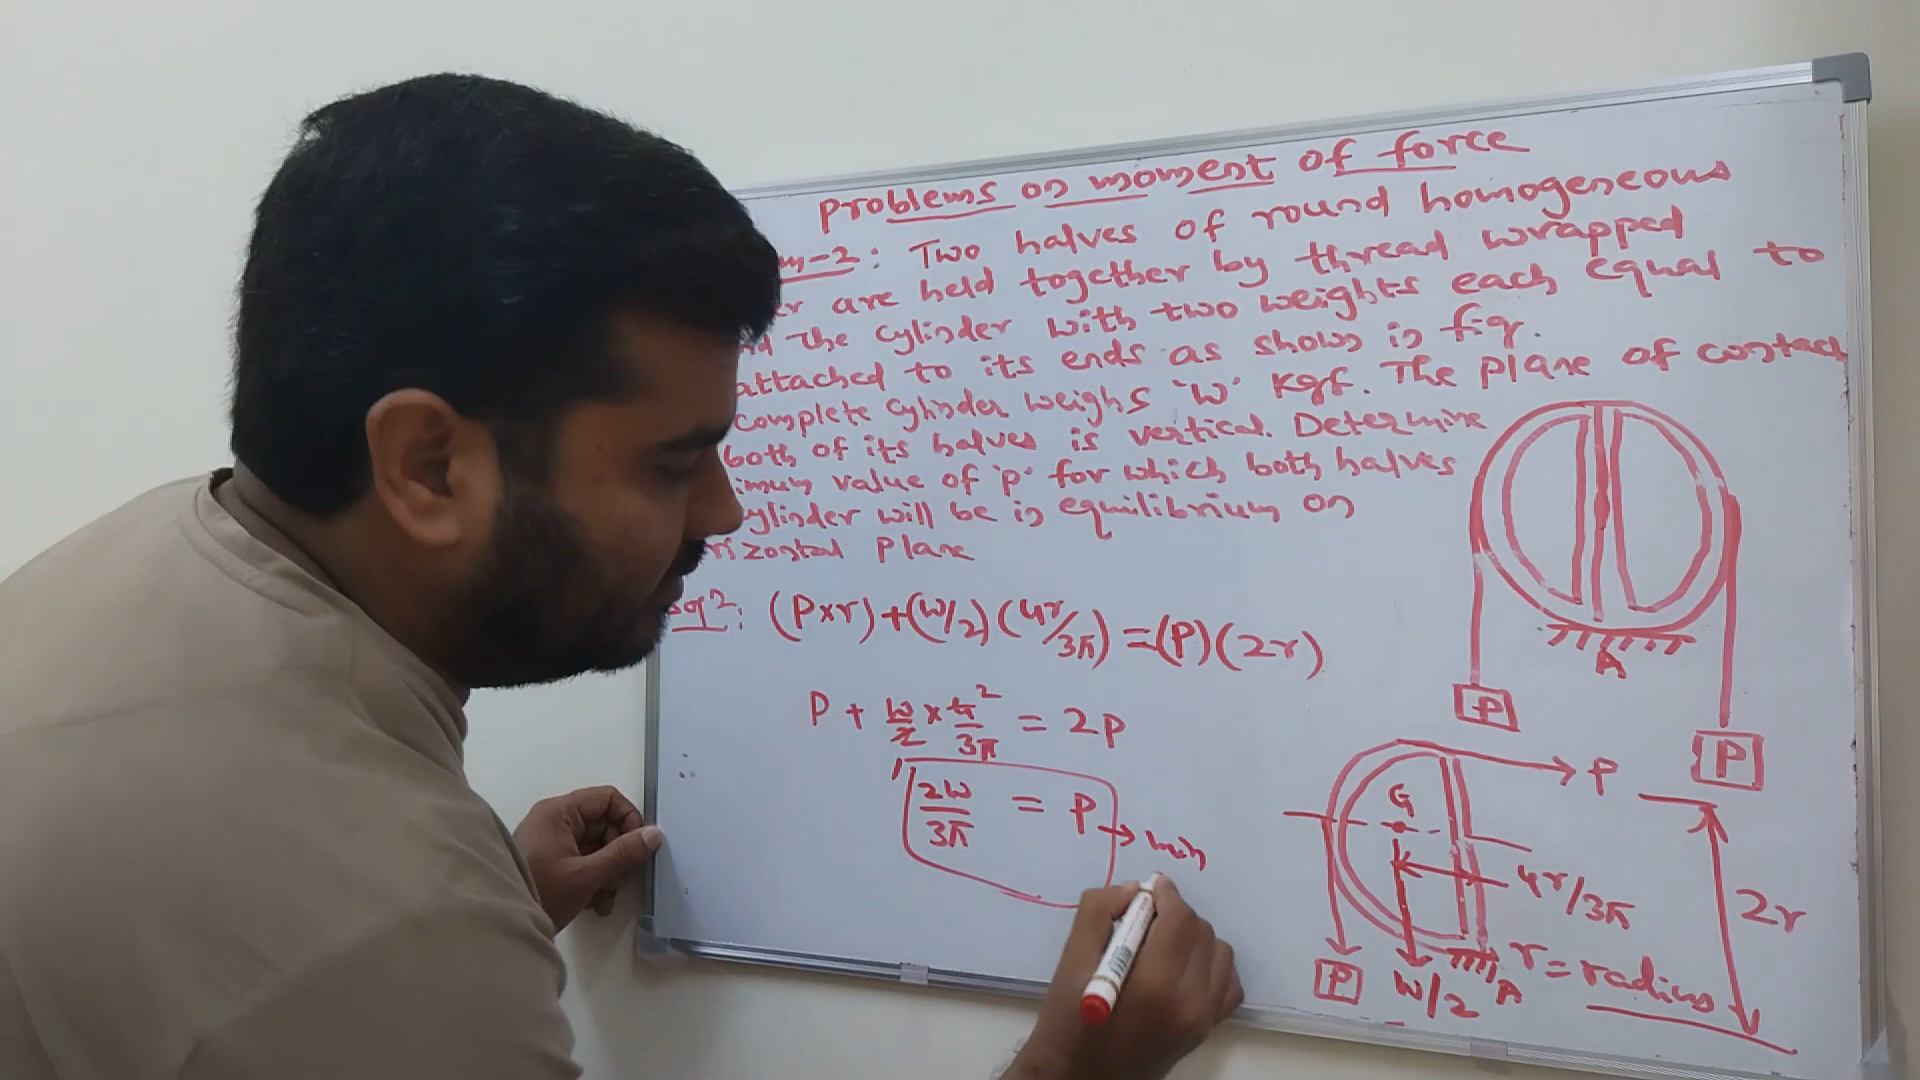 Problems on moment of force
m-2: Two halves of round homogeneous
er are held together by thread wrapped
nd the cylinder with two weights each equal to
attached to its ends as shown in fig.
complete cylinder weighs 'W' Kgf. The plane of contact
both of its halves is vertical. Determine
imum value of 'p' for which both halves
cylinder will be in equilibrium on
rizontal plane
(P×r)+(W/2)(4r/3π)=(P)(2r)
P + W/2 × 4/3π = 2P
2
1
2W/3π = P → min
A
P
P
P
G
4r/3π
2r
r = radius
P
W/2
A